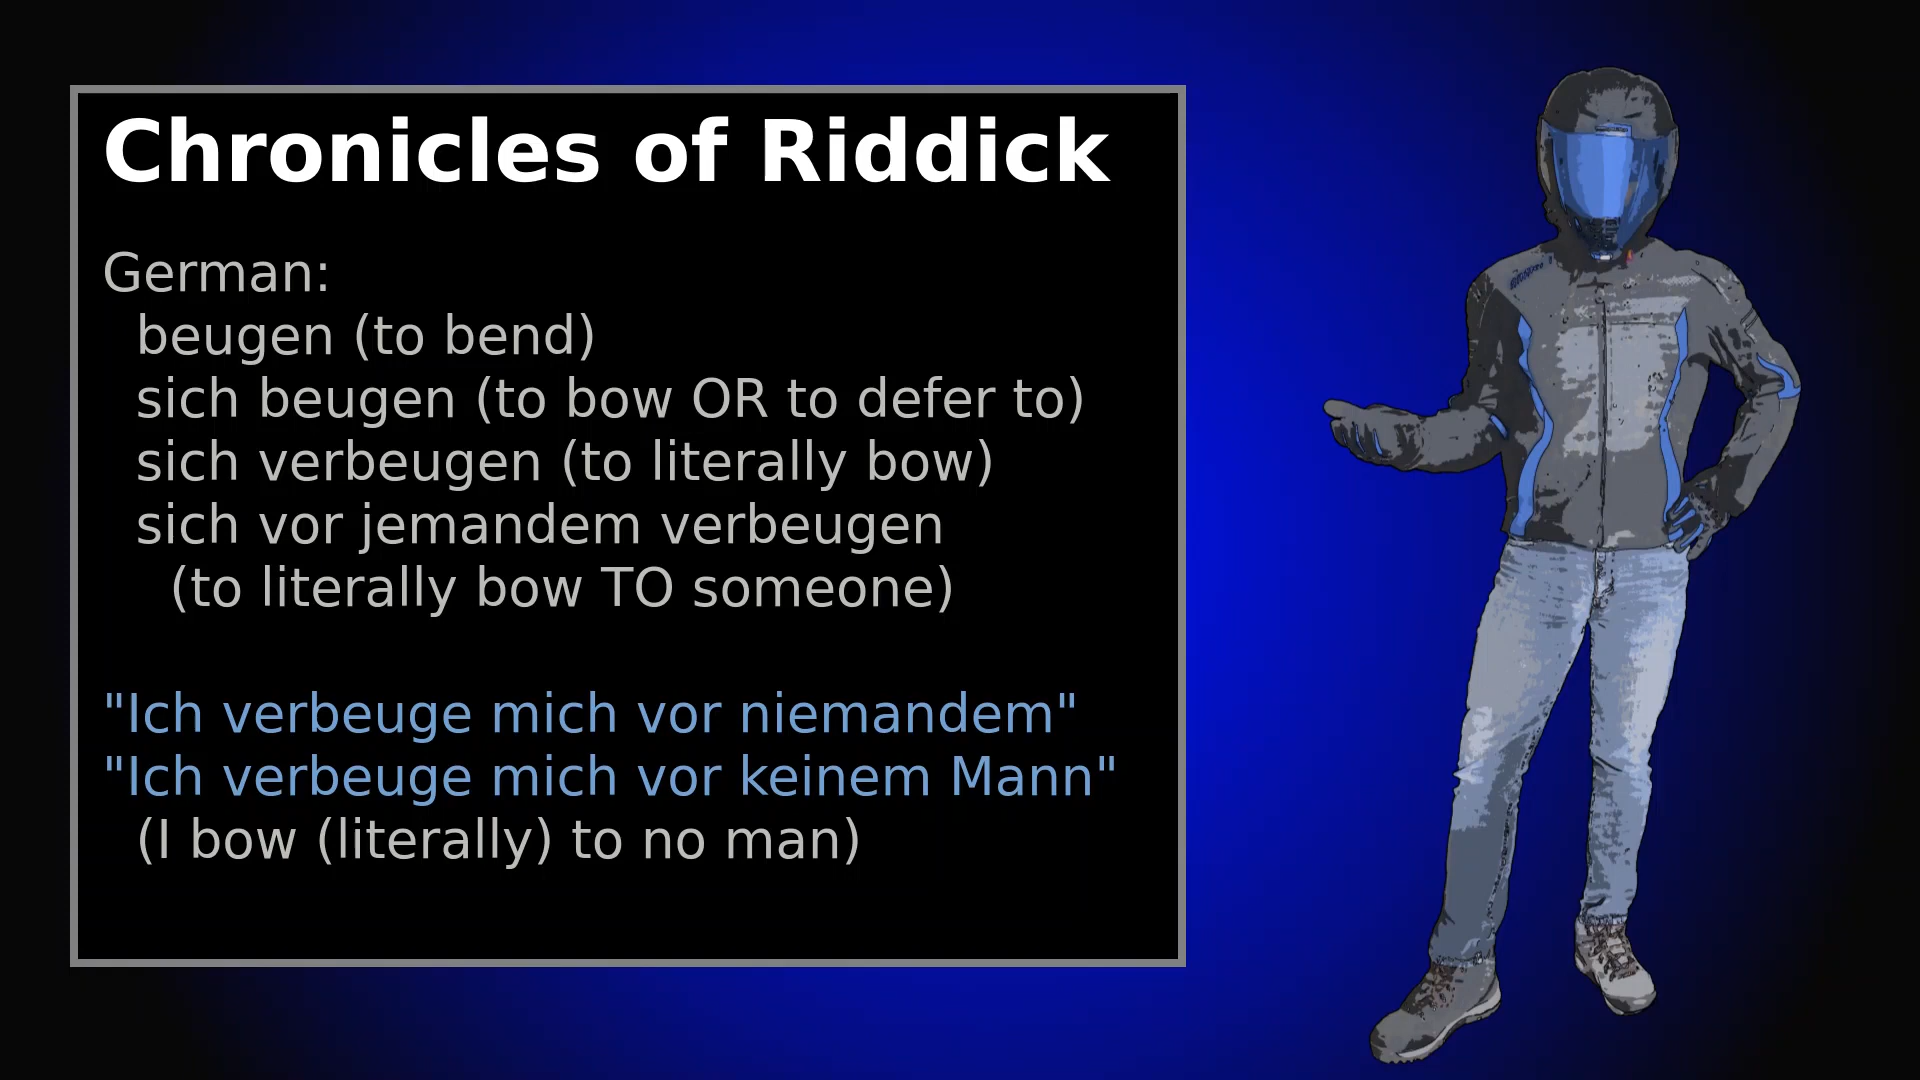 Chronicles of Riddick
German:
beugen (to bend)
sich beugen (to bow OR to defer to)
sich verbeugen (to literally bow)
sich vor jemandem verbeugen
(to literally bow TO someone)
"Ich verbeuge mich vor niemandem"
"Ich verbeuge mich vor keinem Mann"
(I bow (literally) to no man)